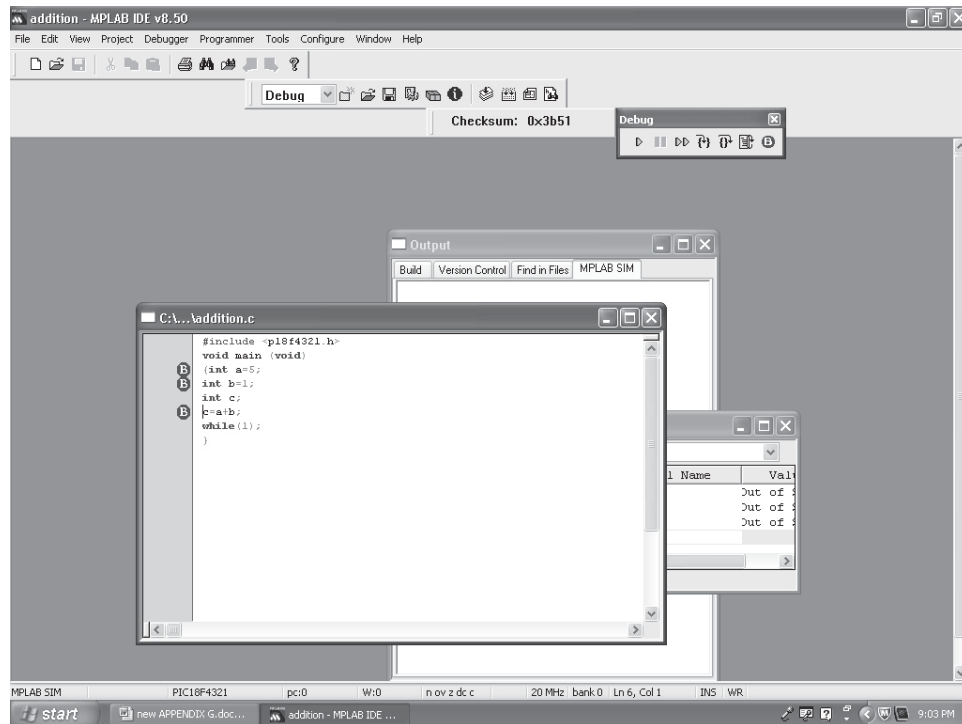 addition - MPLAB IDE v8.50
File Edit View Project Debugger Programmer Tools Configure Window Help
Debug
Checksum: 0x3b51
Debug
Output
Build Version Control Find in Files MPLAB SIM
C:\...\addition.c
#include <p18f4321.h>
void main (void)
B {int a=5;
B int b=1;
int c;
B c=a+b;
while(1);
}
l Name Valu
Out of S
Out of S
Out of S
MPLAB SIM PIC18F4321 pc:0 W:0 n ov z dc c 20 MHz bank 0 Ln 6, Col 1 INS WR
start new APPENDIX G.doc... addition - MPLAB IDE ... 9:03 PM